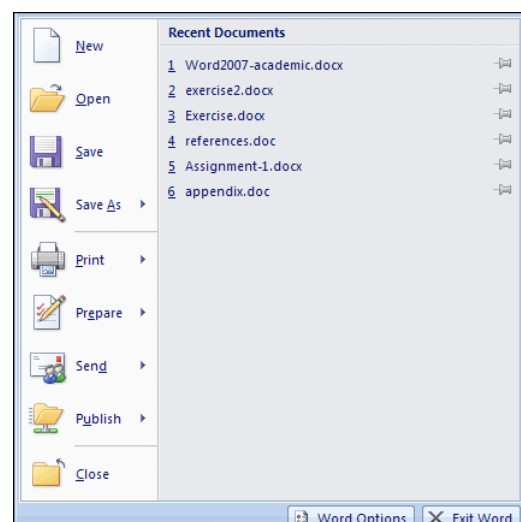 New
Open
Save
Save As
Print
Prepare
Send
Publish
Close
Recent Documents
1 Word2007-academic.docx
2 exercise2.docx
3 Exercise.docx
4 references.doc
5 Assignment-1.docx
6 appendix.doc
Word Options
Exit Word